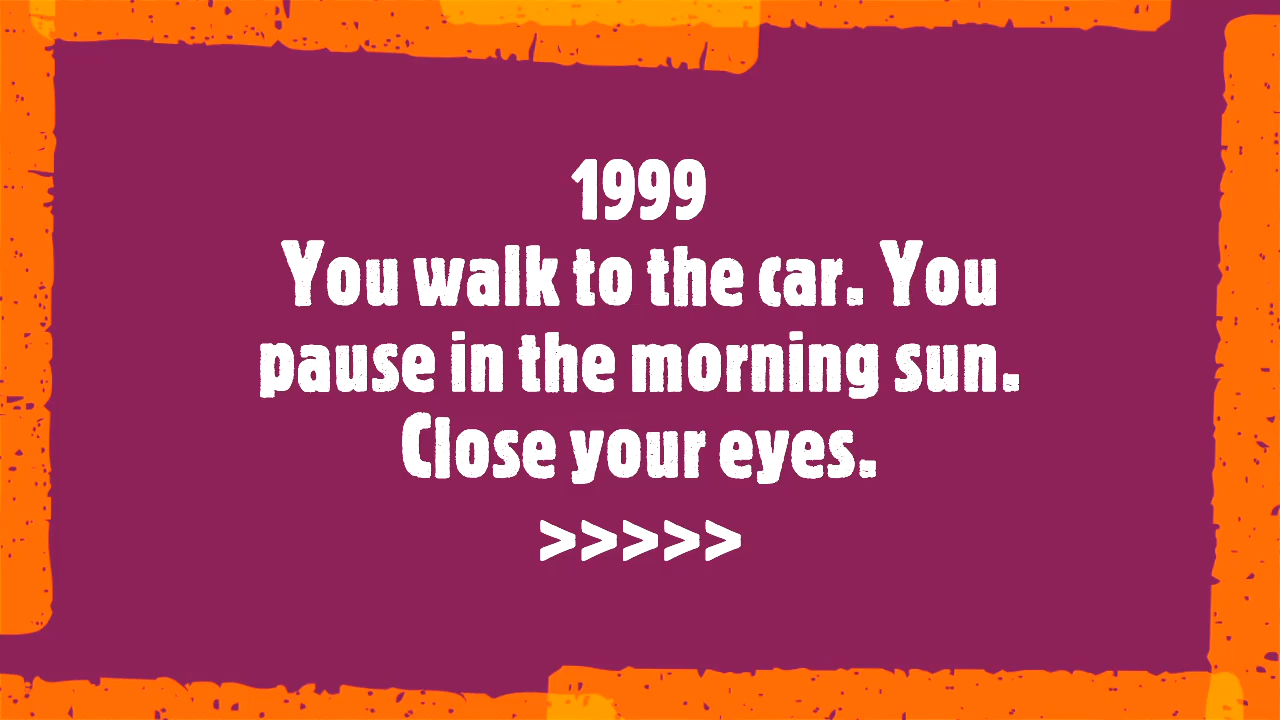 1999
You walk to the car. You
pause in the morning sun.
Close your eyes.
>>>>>